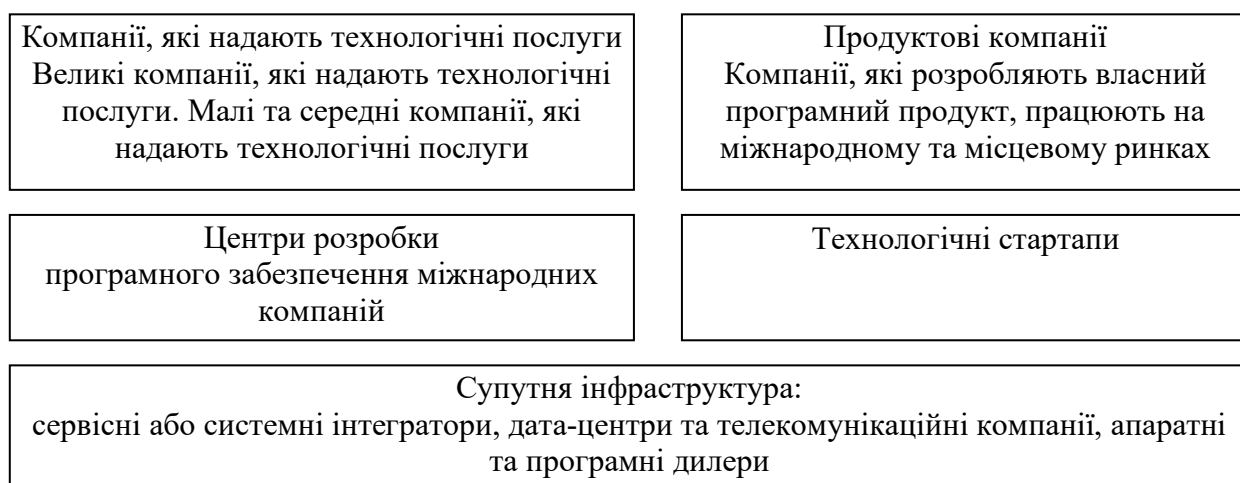 Компанії, які надають технологічні послуги
Великі компанії, які надають технологічні
послуги. Малі та середні компанії, які
надають технологічні послуги
Продуктові компанії
Компанії, які розробляють власний
програмний продукт, працюють на
міжнародному та місцевому ринках
Центри розробки
програмного забезпечення міжнародних
компаній
Технологічні стартапи
Супутня інфраструктура:
сервісні або системні інтегратори, дата-центри та телекомунікаційні компанії, апаратні
та програмні дилери